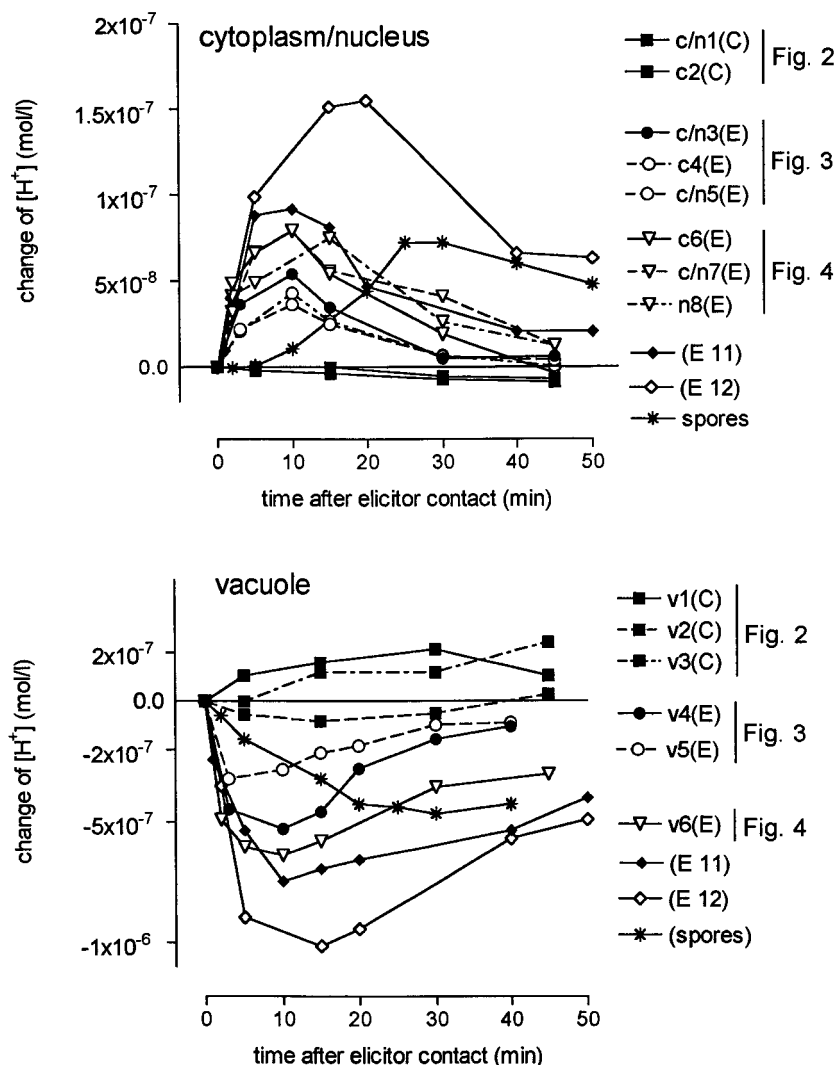 cytoplasm/nucleus
change of [H⁺] (mol/l)
2x10⁻⁷
1.5x10⁻⁷
1x10⁻⁷
5x10⁻⁸
0.0
0 10 20 30 40 50
time after elicitor contact (min)
c/n1(C)
c2(C)
Fig. 2
c/n3(E)
c4(E)
c/n5(E)
Fig. 3
c6(E)
c/n7(E)
n8(E)
Fig. 4
(E 11)
(E 12)
spores
vacuole
change of [H⁺] (mol/l)
2x10⁻⁷
0.0
-2x10⁻⁷
-5x10⁻⁷
-1x10⁻⁶
0 10 20 30 40 50
time after elicitor contact (min)
v1(C)
v2(C)
v3(C)
Fig. 2
v4(E)
v5(E)
Fig. 3
v6(E)
Fig. 4
(E 11)
(E 12)
(spores)